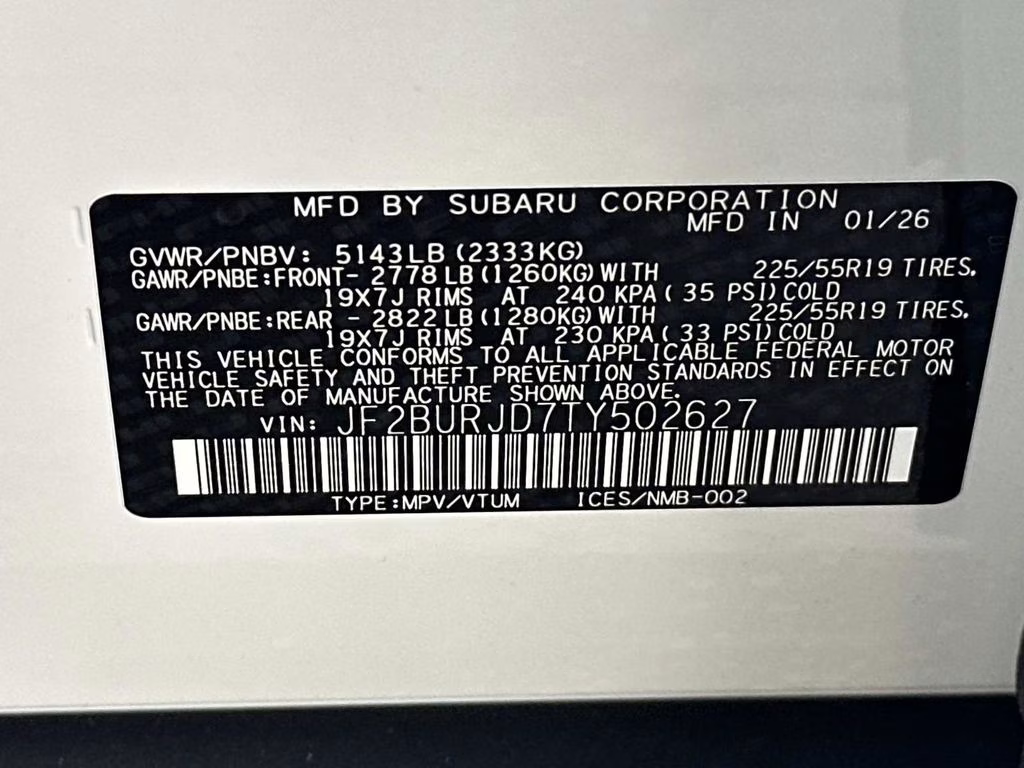 MFD BY SUBARU CORPORATION
MFD IN 01/26
GVWR/PNBV: 5143LB (2333KG)
GAWR/PNBE:FRONT- 2778 LB (1260KG) WITH 225/55R19 TIRES.
19X7J RIMS AT 240 KPA ( 35 PSI) COLD
GAWR/PNBE:REAR - 2822 LB (1280KG) WITH 225/55R19 TIRES.
19X7J RIMS AT 230 KPA ( 33 PSI) COLD
THIS VEHICLE CONFORMS TO ALL APPLICABLE FEDERAL MOTOR
VEHICLE SAFETY AND THEFT PREVENTION STANDARDS IN EFFECT ON
THE DATE OF MANUFACTURE SHOWN ABOVE.
VIN: JF2BURJD7TY502627
TYPE:MPV/VTUM ICES/NMB-002